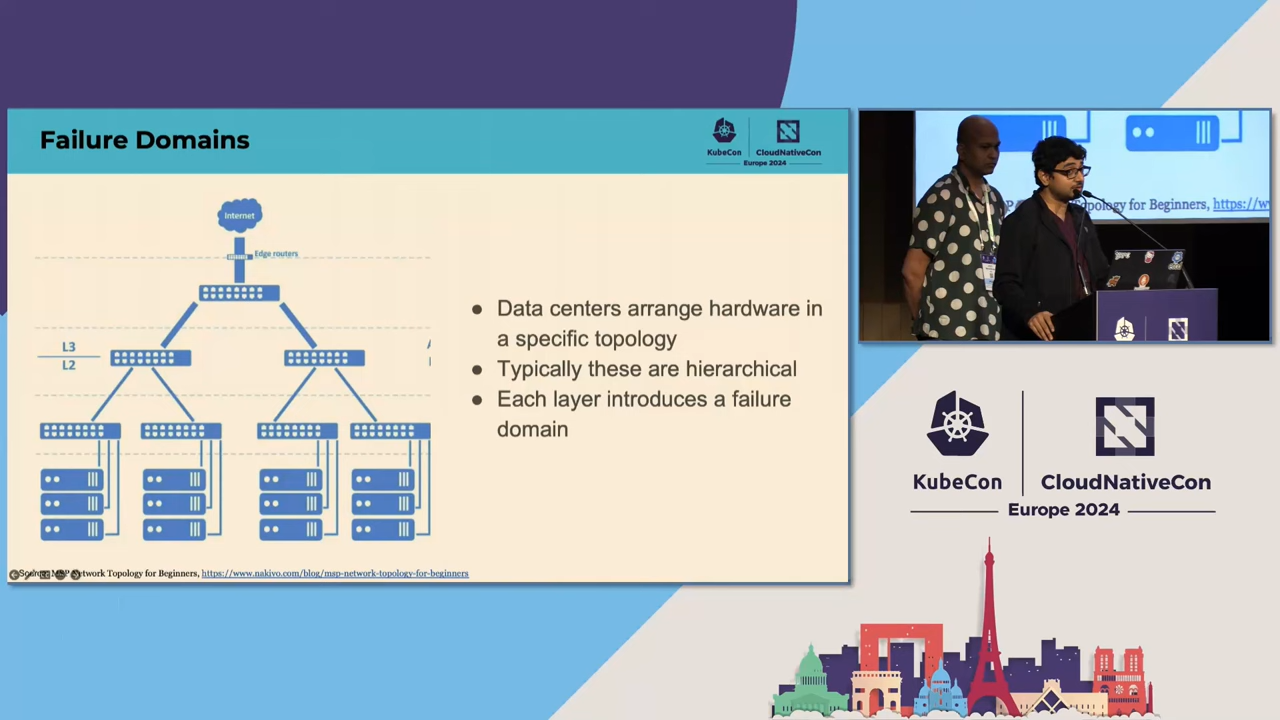 Failure Domains
KubeCon
CloudNativeCon
Europe 2024
Internet
Edge routers
L3
L2
Data centers arrange hardware in
a specific topology
Typically these are hierarchical
Each layer introduces a failure
domain
MSP Network Topology for Beginners, https://www.nakivo.com/blog/msp-network-topology-for-beginners
pology for Beginners, https://w
KubeCon
CloudNativeCon
Europe 2024